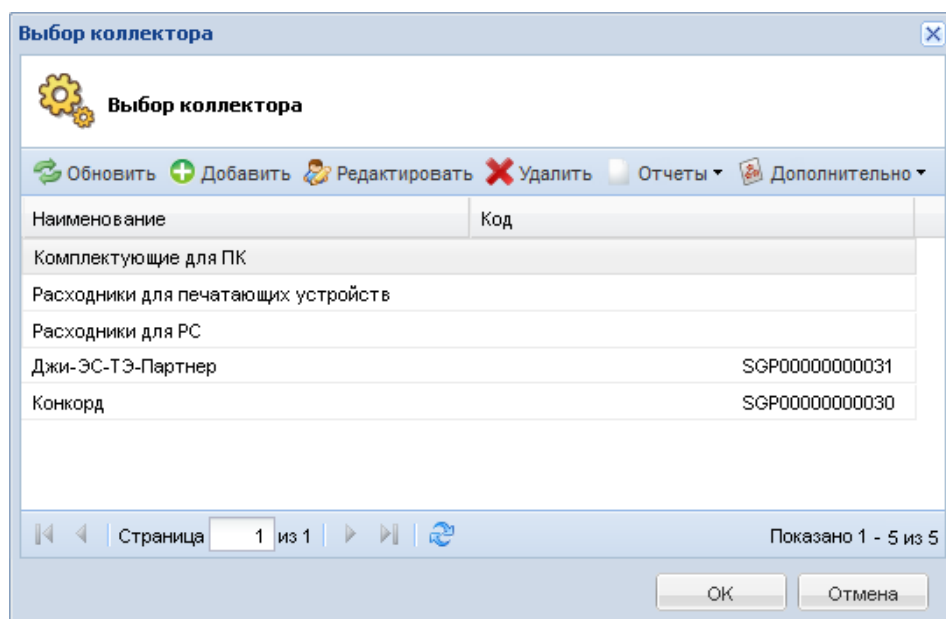 Выбор коллектора
Выбор коллектора
Обновить Добавить Редактировать Удалить Отчеты Дополнительно
Наименование Код
Комплектующие для ПК
Расходники для печатающих устройств
Расходники для РС
Джи-ЭС-ТЭ-Партнер SGP00000000031
Конкорд SGP00000000030
Страница 1 из 1 Показано 1 - 5 из 5
OK Отмена